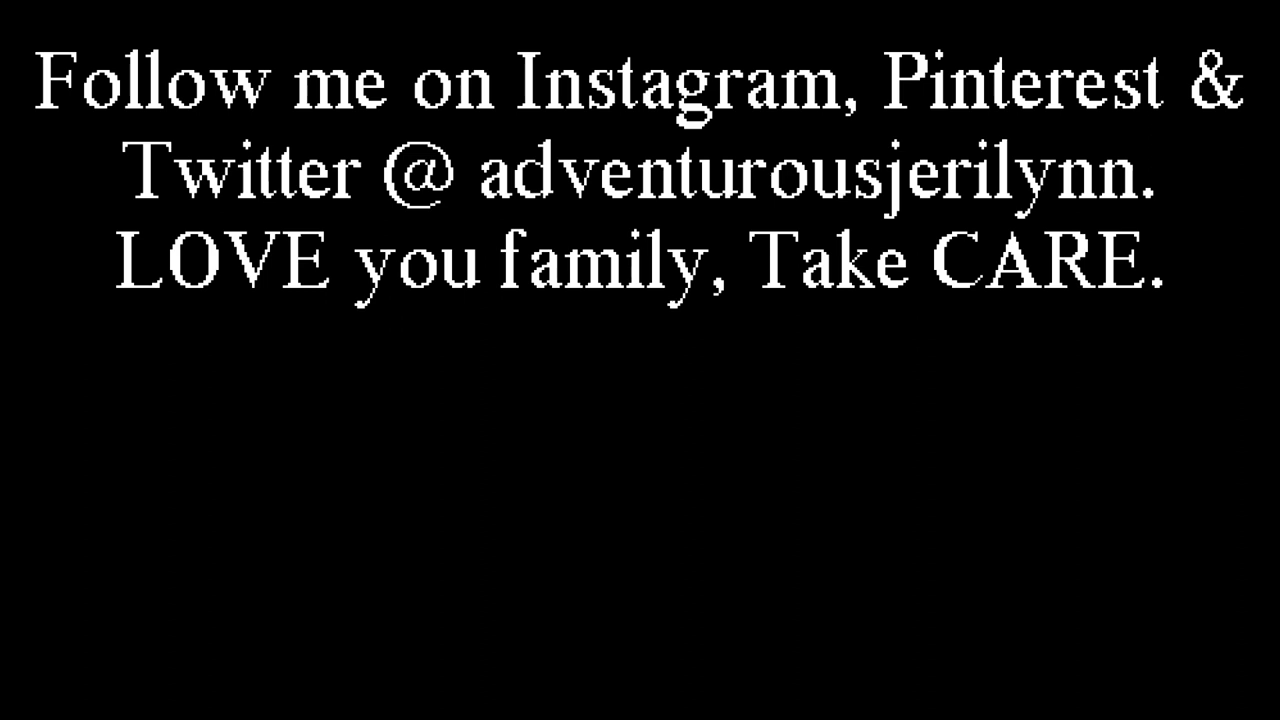 Follow me on Instagram, Pinterest &
Twitter @ adventurousjerilynn.
LOVE you family, Take CARE.